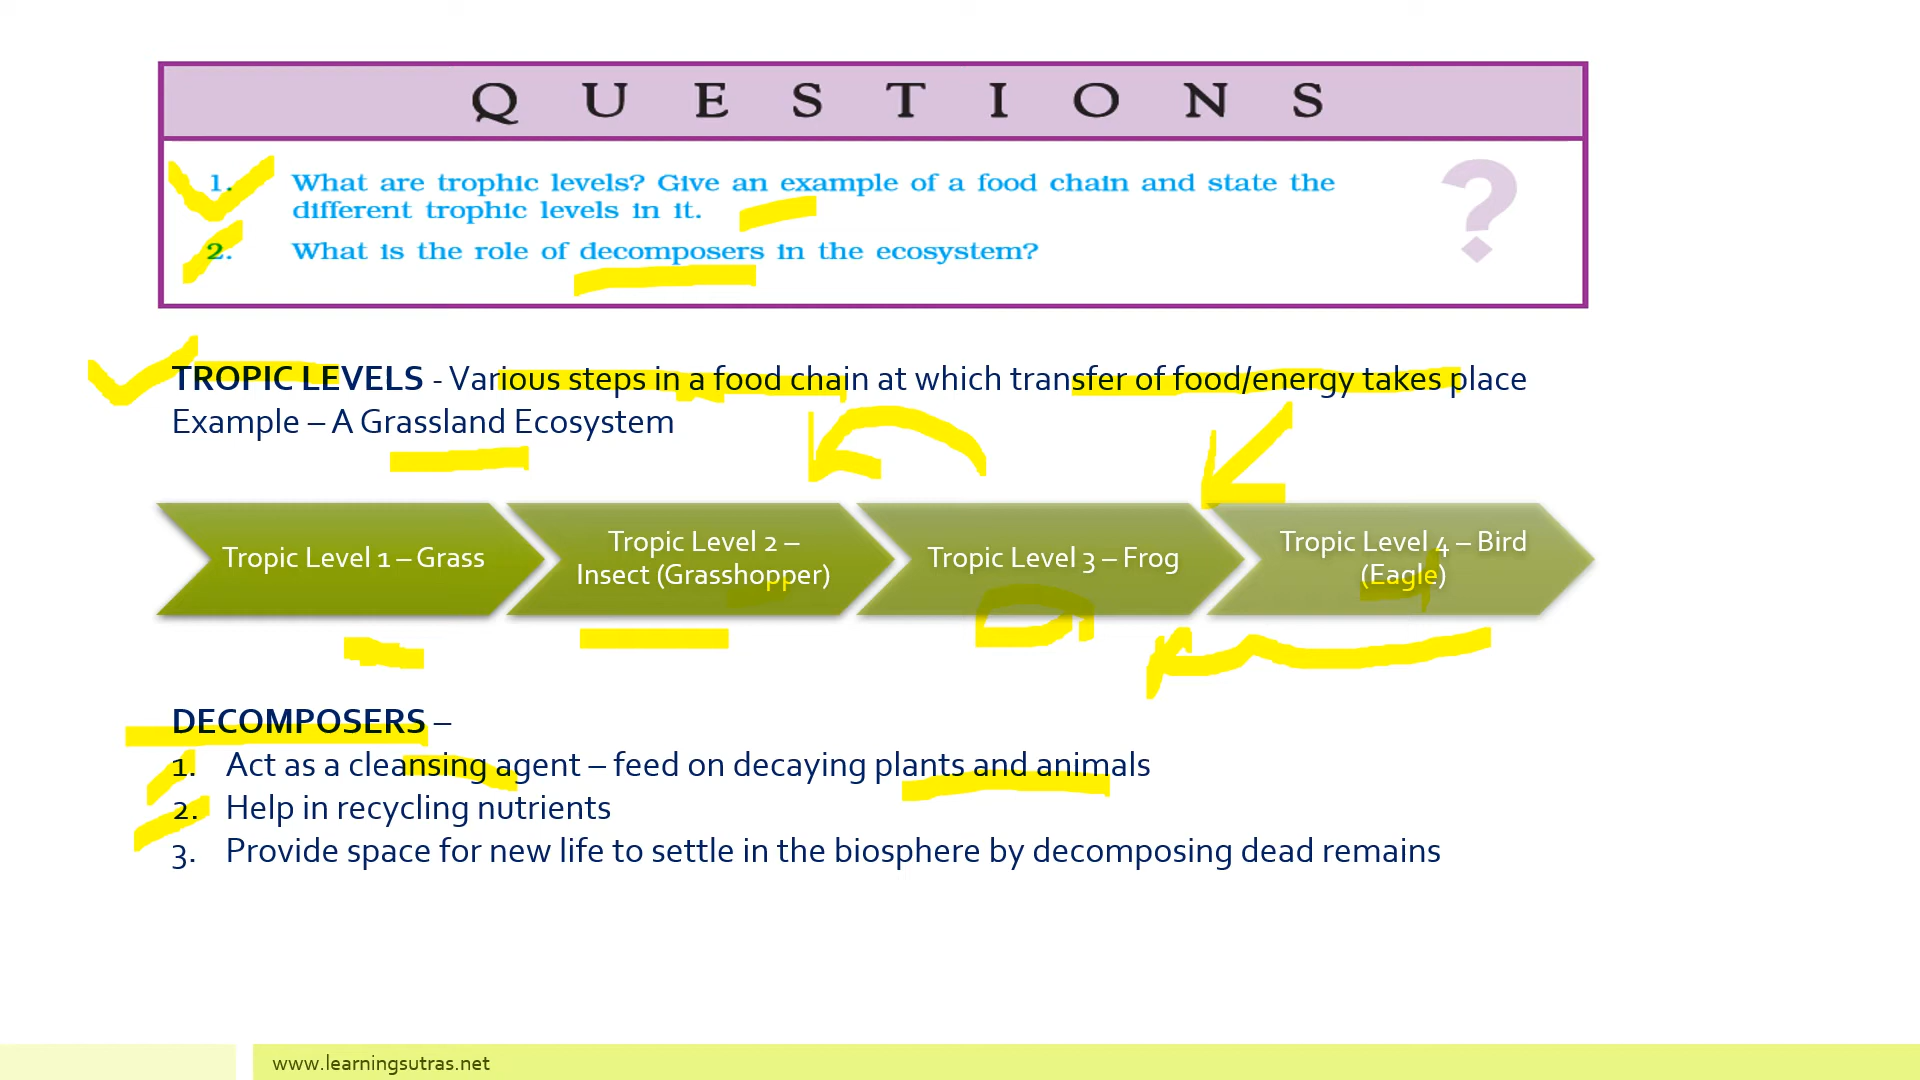 QUESTIONS
1. What are trophic levels? Give an example of a food chain and state the
different trophic levels in it.
2. What is the role of decomposers in the ecosystem?
?
TROPIC LEVELS - Various steps in a food chain at which transfer of food/energy takes place
Example – A Grassland Ecosystem
Tropic Level 1 – Grass
Tropic Level 2 –
Insect (Grasshopper)
Tropic Level 3 – Frog
Tropic Level 4 – Bird
(Eagle)
DECOMPOSERS –
1. Act as a cleansing agent – feed on decaying plants and animals
2. Help in recycling nutrients
3. Provide space for new life to settle in the biosphere by decomposing dead remains
www.learningsutras.net